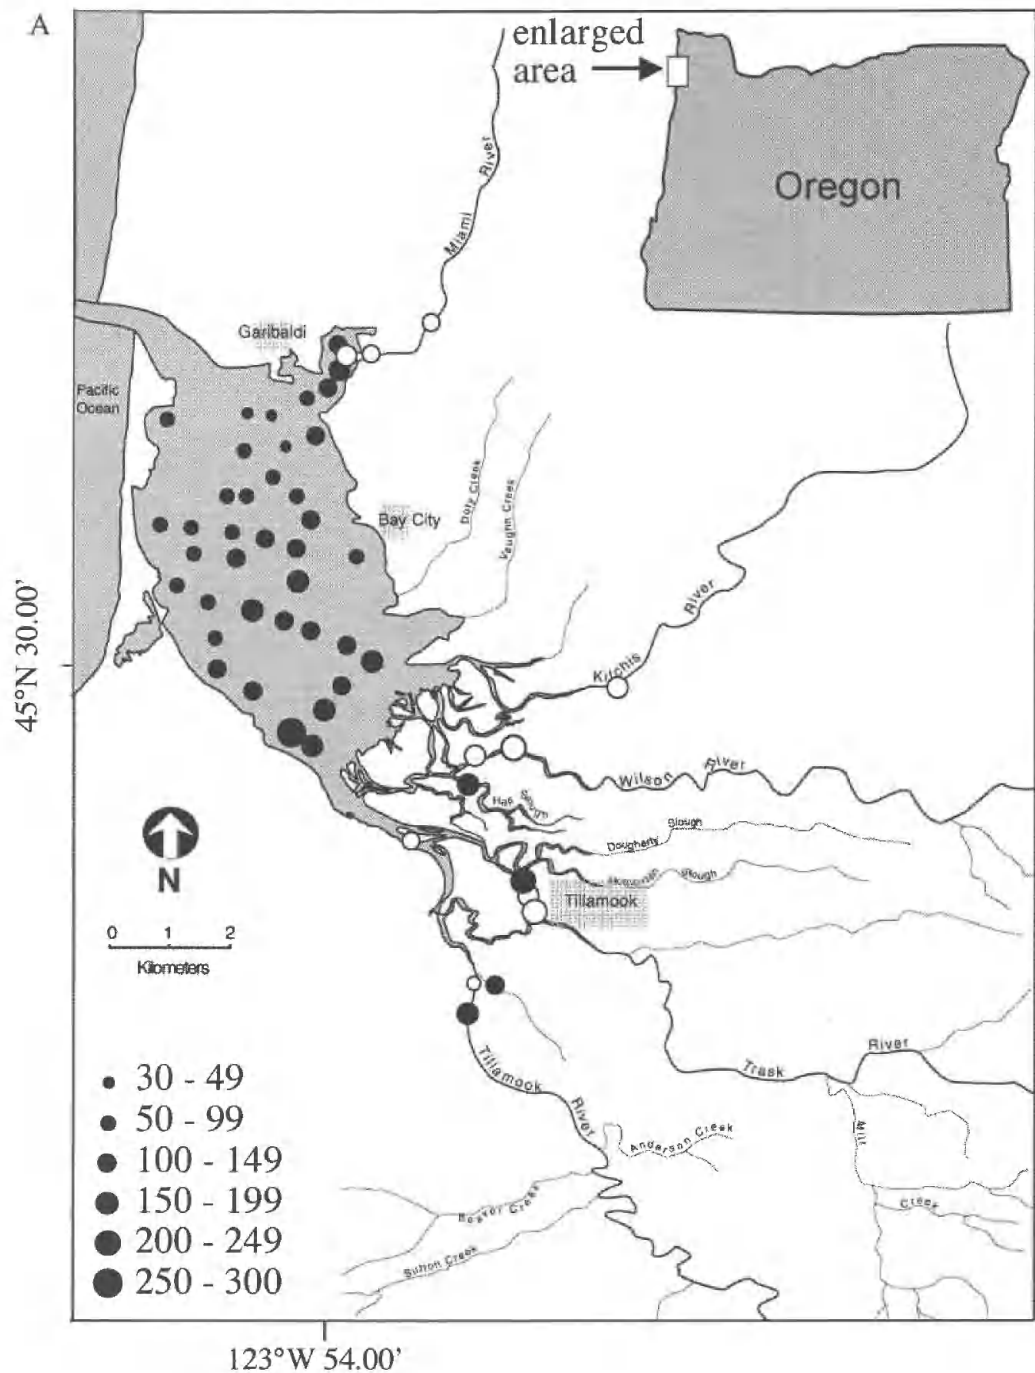 A
enlarged
area
Oregon
Miami River
Garibaldi
Pacific
Ocean
Doty Creek
Vaughn Creek
Bay City
45°N 30.00'
Kilchis River
Wilson River
Slough
Dougherty Slough
Slough
Tillamook
N
0 1 2
Kilometers
Tillamook River
Trask River
Mill Creek
Anderson Creek
Beaver Creek
Sutton Creek
30 - 49
50 - 99
100 - 149
150 - 199
200 - 249
250 - 300
123°W 54.00'